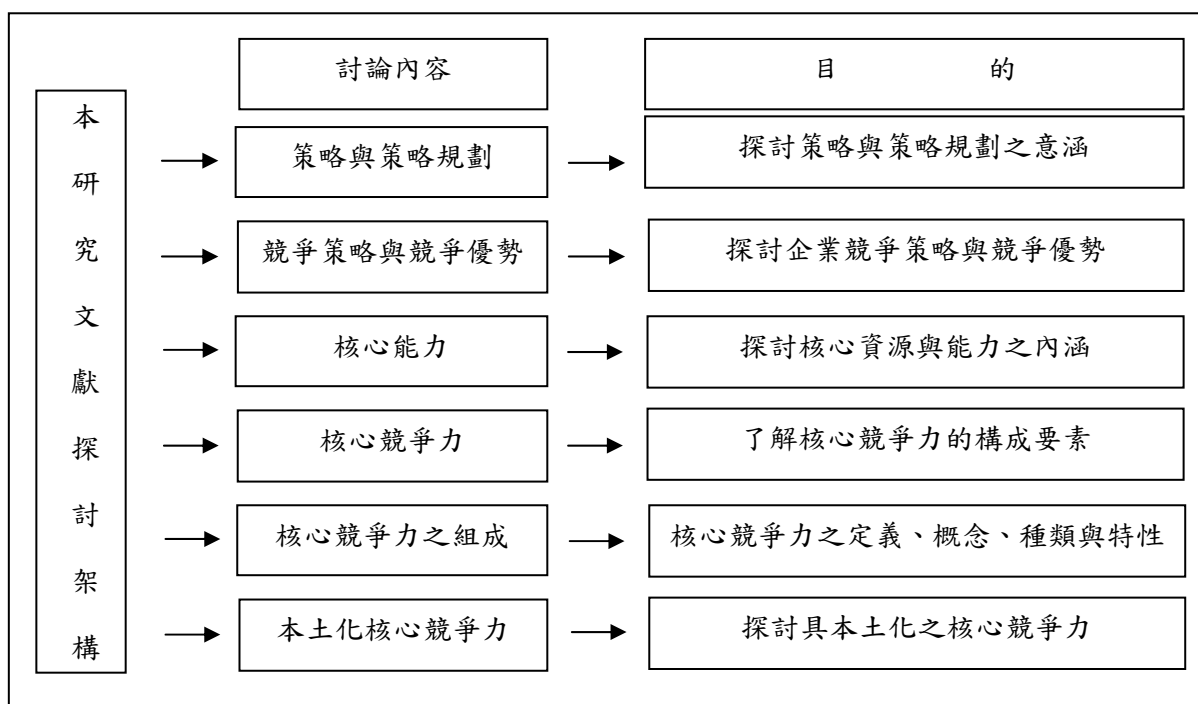 討論內容
目 的
本研究文獻探討架構
策略與策略規劃
探討策略與策略規劃之意涵
競爭策略與競爭優勢
探討企業競爭策略與競爭優勢
核心能力
探討核心資源與能力之內涵
核心競爭力
了解核心競爭力的構成要素
核心競爭力之組成
核心競爭力之定義、概念、種類與特性
本土化核心競爭力
探討具本土化之核心競爭力